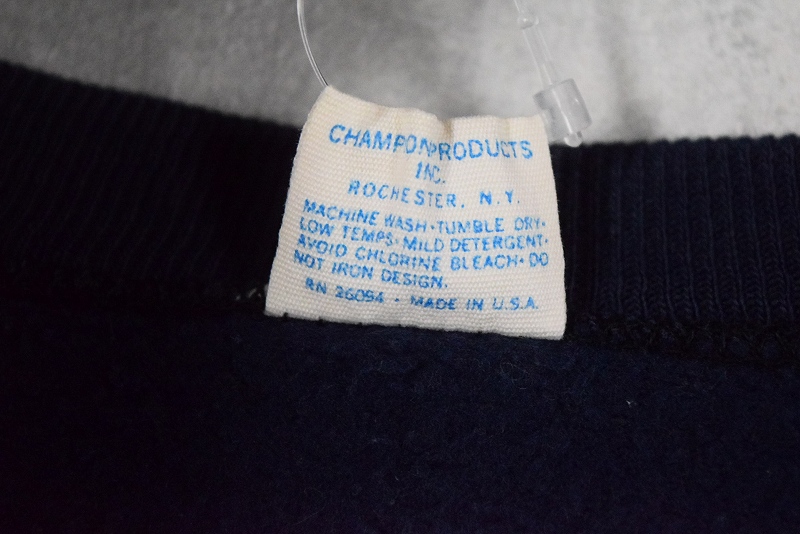 CHAMPION PRODUCTS
INC.
ROCHESTER, N.Y.
MACHINE WASH·TUMBLE DRY·
LOW TEMPS·MILD DETERGENT·
AVOID CHLORINE BLEACH·DO
NOT IRON DESIGN.
RN 26094 · MADE IN U.S.A.